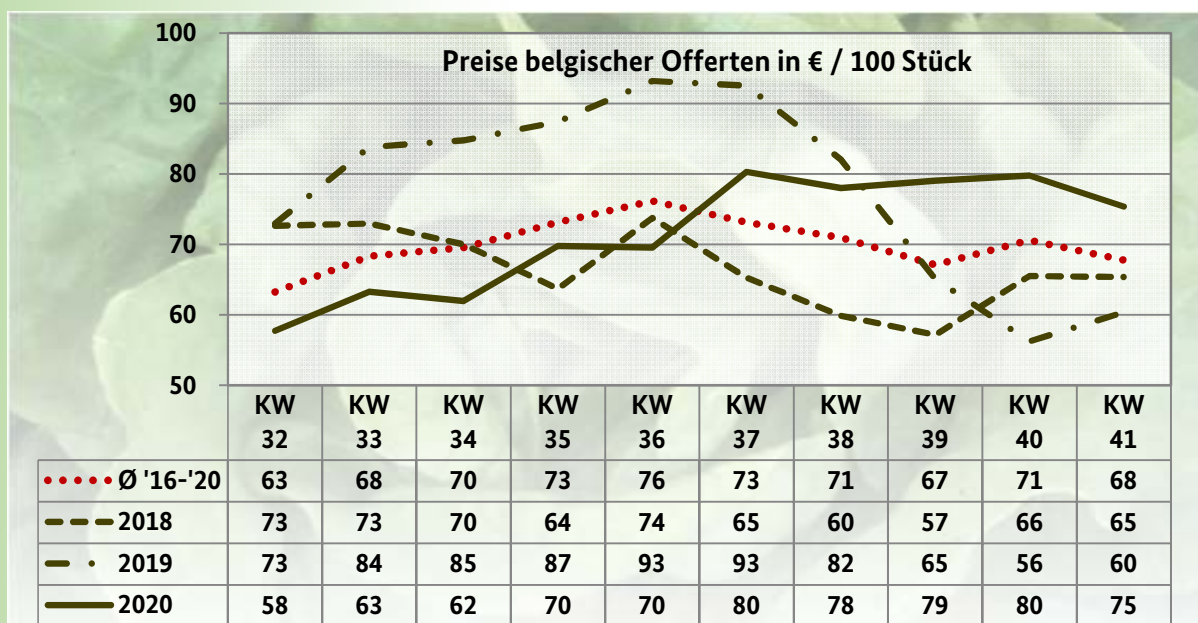 Preise belgischer Offerten in € / 100 Stück
100
90
80
70
60
50
KW 32 KW 33 KW 34 KW 35 KW 36 KW 37 KW 38 KW 39 KW 40 KW 41
Ø '16-'20 63 68 70 73 76 73 71 67 71 68
2018 73 73 70 64 74 65 60 57 66 65
2019 73 84 85 87 93 93 82 65 56 60
2020 58 63 62 70 70 80 78 79 80 75